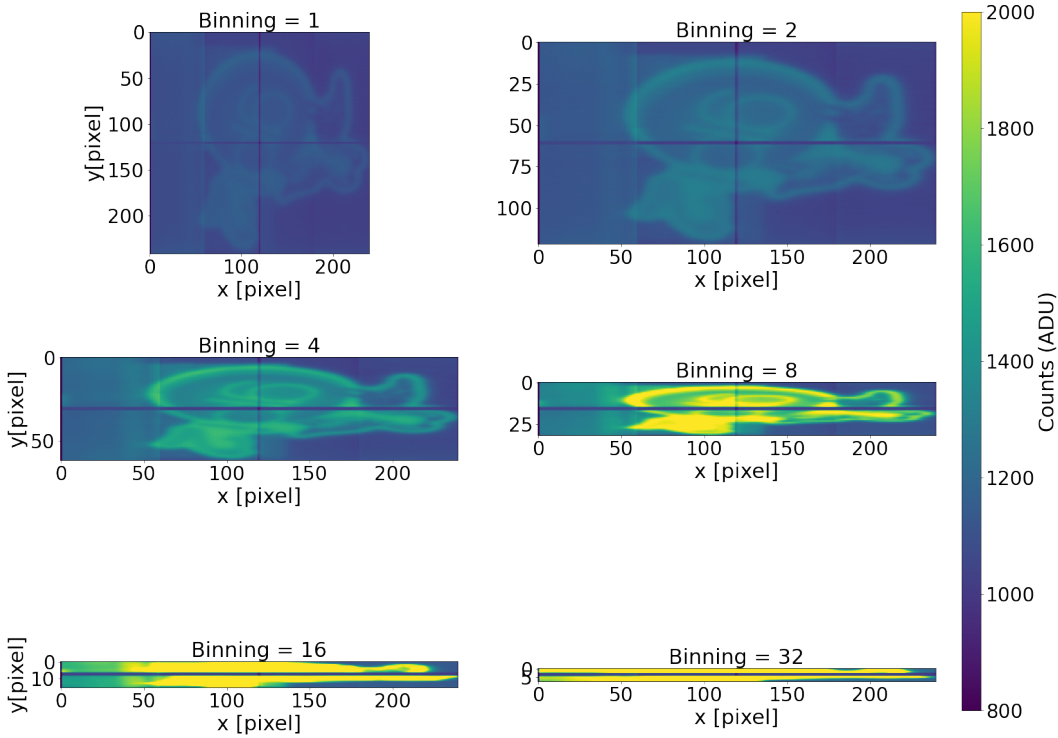 Binning = 1
0
50
100
150
200
y[pixel]
0 100 200
x [pixel]
Binning = 2
0
25
50
75
100
0 50 100 150 200
x [pixel]
Binning = 4
0
50
y[pixel]
0 50 100 150 200
x [pixel]
Binning = 8
0
25
0 50 100 150 200
x [pixel]
Binning = 16
0
10
y[pixel]
0 50 100 150 200
x [pixel]
Binning = 32
0
5
0 50 100 150 200
x [pixel]
2000
1800
1600
1400
1200
1000
800
Counts (ADU)